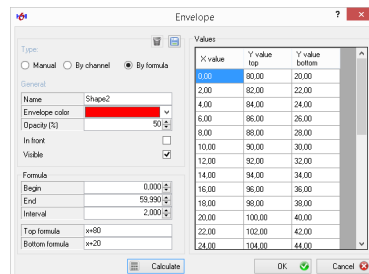 Envelope
?
Type:
Manual
By channel
By formula
General:
Name
Shape2
Envelope color
Opacity (%)
50
In front
Visible
Formula
Begin
0,000
End
59,990
Interval
2,000
Top formula
x+80
Bottom formula
x+20
Calculate
Values
X value
Y value top
Y value bottom
0,00 80,00 20,00
2,00 82,00 22,00
4,00 84,00 24,00
6,00 86,00 26,00
8,00 88,00 28,00
10,00 90,00 30,00
12,00 92,00 32,00
14,00 94,00 34,00
16,00 96,00 36,00
18,00 98,00 38,00
20,00 100,00 40,00
22,00 102,00 42,00
24,00 104,00 44,00
OK
Cancel